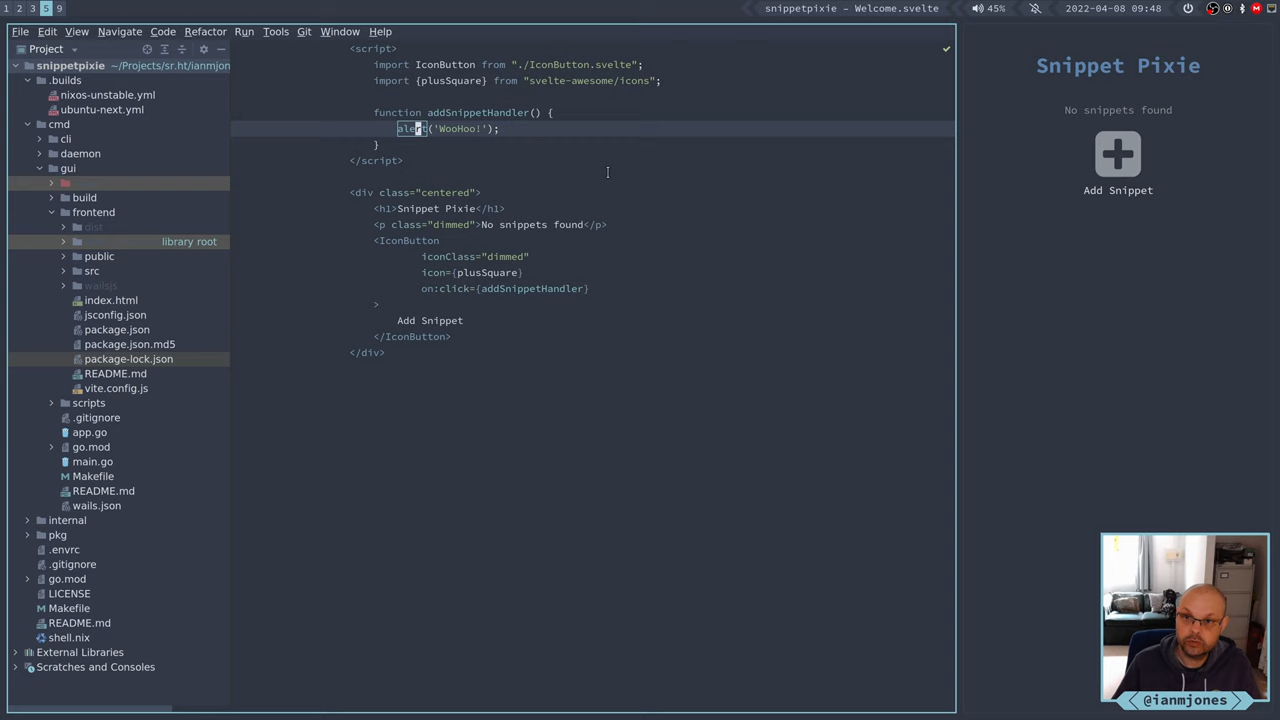 1 2 3 5 9
snippetpixie – Welcome.svelte
45%
2022-04-08 09:48
File Edit View Navigate Code Refactor Run Tools Git Window Help
Project
snippetpixie ~/Projects/sr.ht/ianmjon
.builds
nixos-unstable.yml
ubuntu-next.yml
cmd
cli
daemon
gui
build
frontend
dist
library root
public
src
wailsjs
index.html
jsconfig.json
package.json
package.json.md5
package-lock.json
README.md
vite.config.js
scripts
.gitignore
app.go
go.mod
main.go
Makefile
README.md
wails.json
internal
pkg
.envrc
.gitignore
go.mod
LICENSE
Makefile
README.md
shell.nix
External Libraries
Scratches and Consoles
<script>
import IconButton from "./IconButton.svelte";
import {plusSquare} from "svelte-awesome/icons";
function addSnippetHandler() {
alert('WooHoo!');
}
</script>
<div class="centered">
<h1>Snippet Pixie</h1>
<p class="dimmed">No snippets found</p>
<IconButton
iconClass="dimmed"
icon={plusSquare}
on:click={addSnippetHandler}
>
Add Snippet
</IconButton>
</div>
Snippet Pixie
No snippets found
Add Snippet
@ianmjones